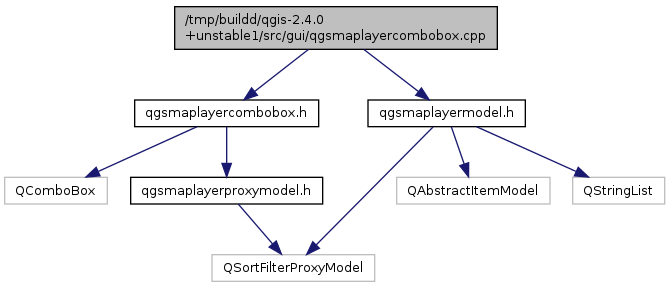 /tmp/buildd/qgis-2.4.0
+unstable1/src/gui/qgsmaplayercombobox.cpp
qgsmaplayercombobox.h
qgsmaplayermodel.h
QComboBox
qgsmaplayerproxymodel.h
QAbstractItemModel
QStringList
QSortFilterProxyModel